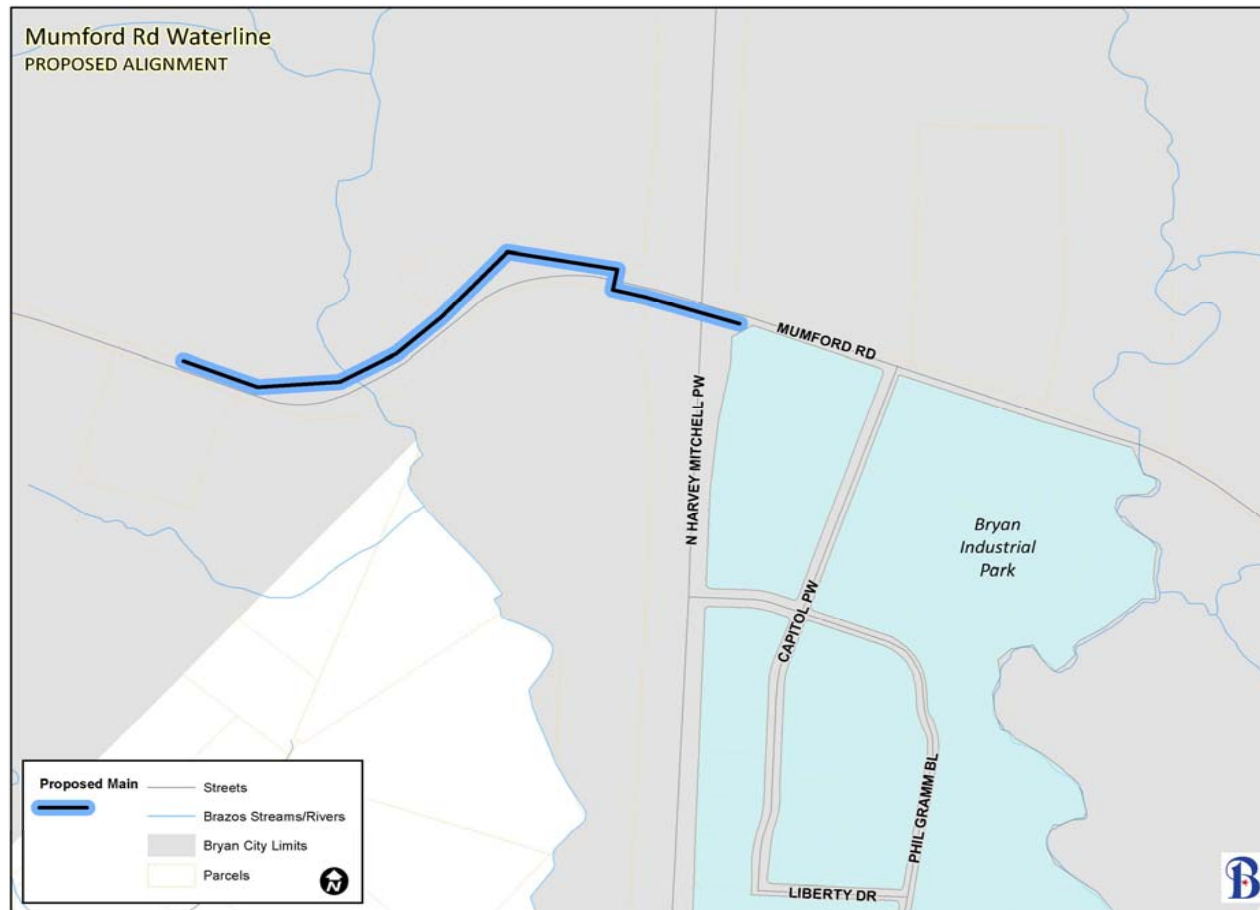 Mumford Rd Waterline
PROPOSED ALIGNMENT
MUMFORD RD
N HARVEY MITCHELL PW
Bryan
Industrial
Park
CAPITOL PW
PHIL GRAMM BL
LIBERTY DR
Proposed Main
Streets
Brazos Streams/Rivers
Bryan City Limits
Parcels
N
B